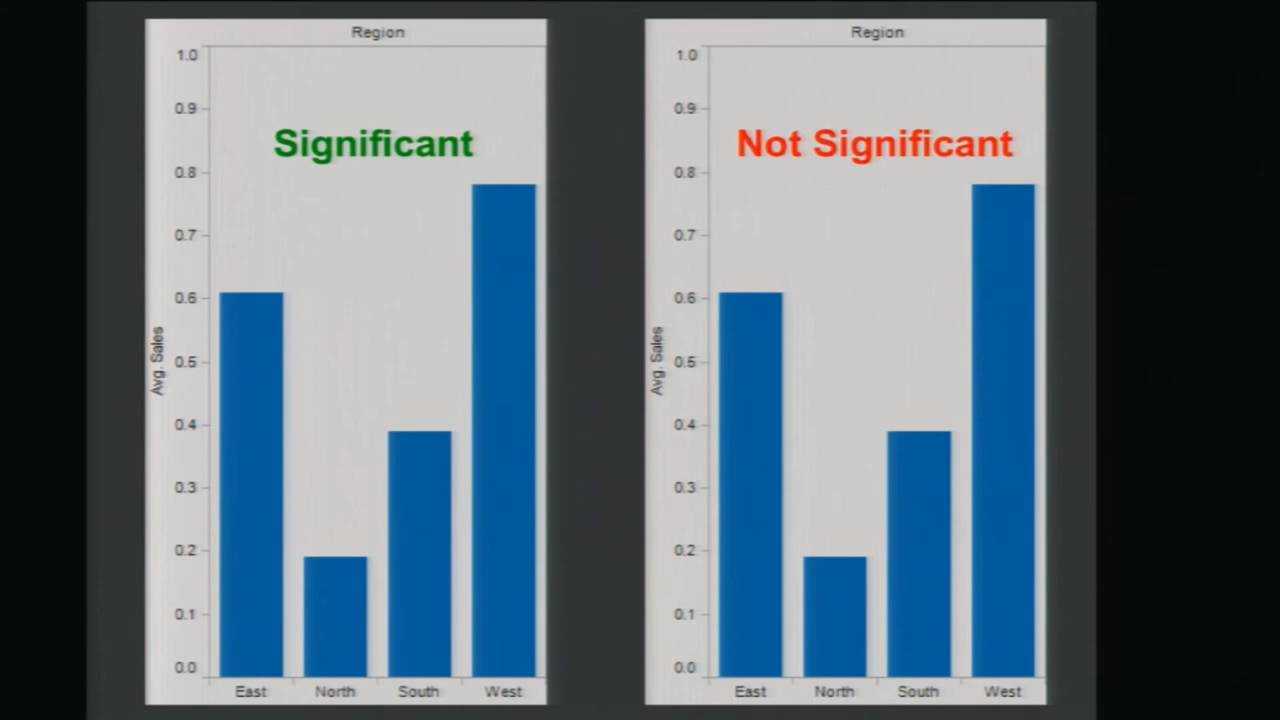 Region
1.0
0.9
Significant
0.8
0.7
0.6
0.5
Avg. Sales
0.4
0.3
0.2
0.1
0.0
East North South West
Region
1.0
0.9
Not Significant
0.8
0.7
0.6
0.5
Avg. Sales
0.4
0.3
0.2
0.1
0.0
East North South West